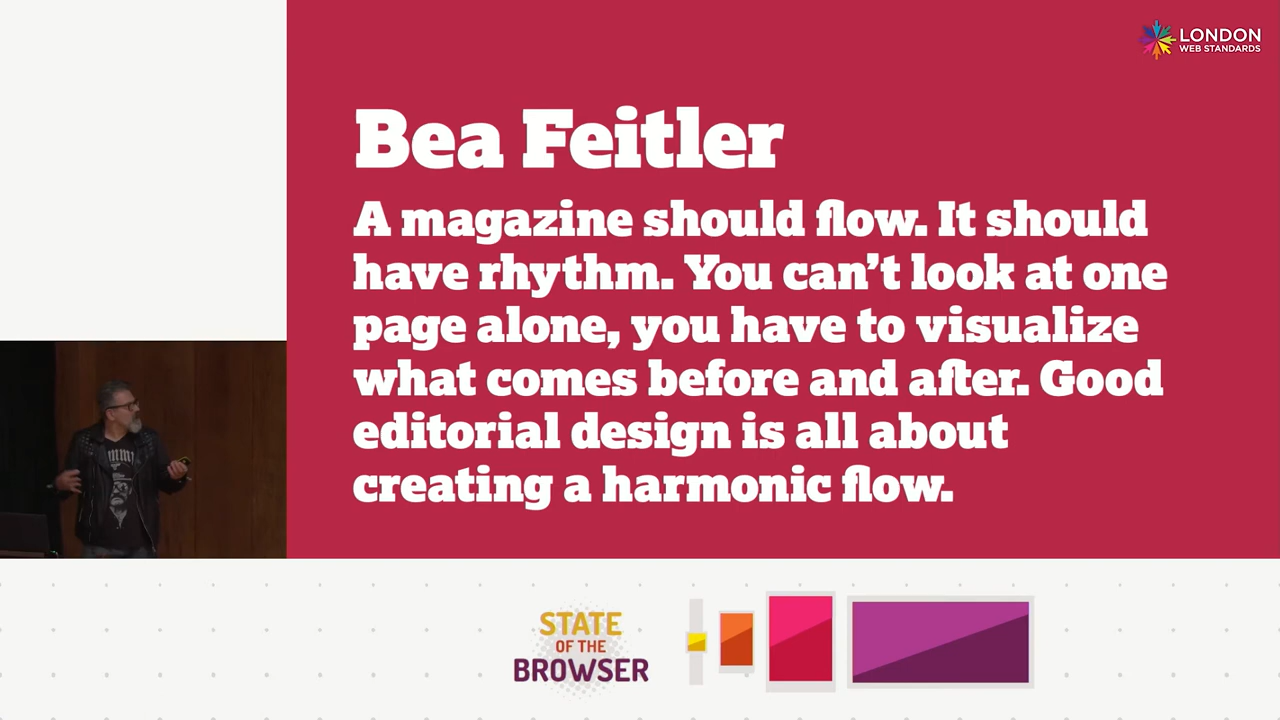 LONDON
WEB STANDARDS
Bea Feitler
A magazine should flow. It should
have rhythm. You can’t look at one
page alone, you have to visualize
what comes before and after. Good
editorial design is all about
creating a harmonic flow.
STATE
OF THE
BROWSER